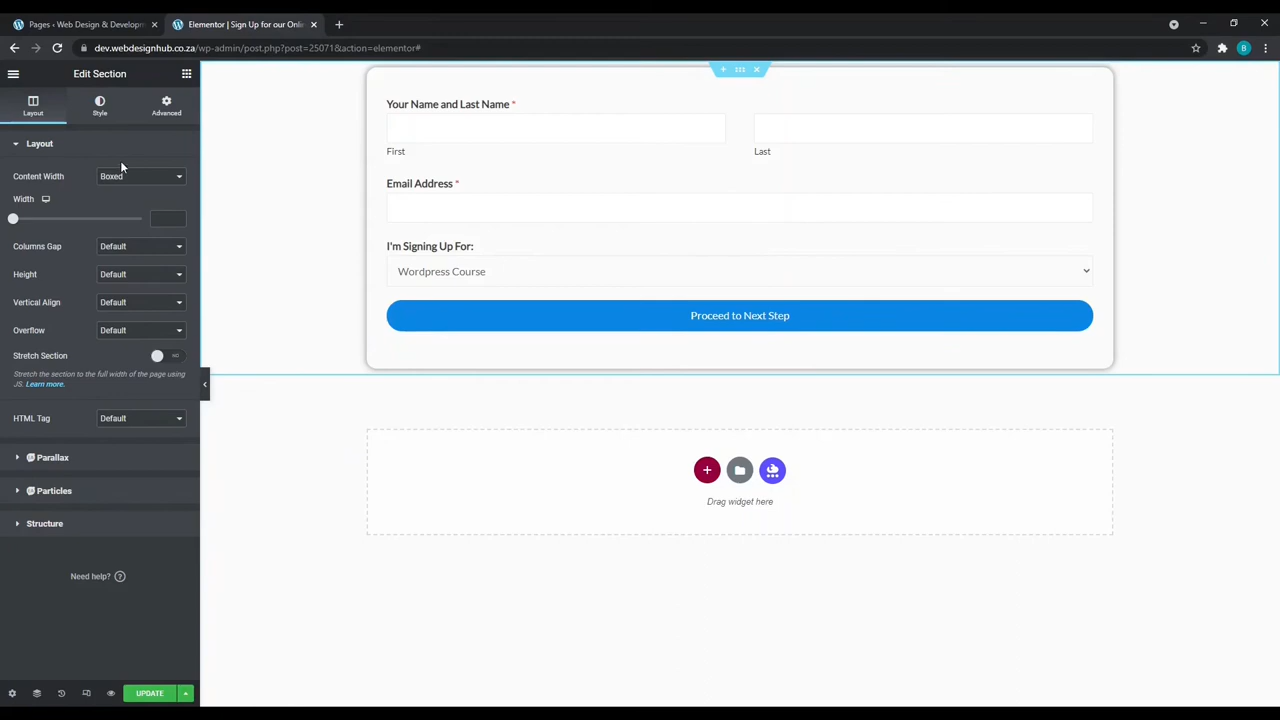 Pages ‹ Web Design & Developm
Elementor | Sign Up for our Onli
dev.webdesignhub.co.za/wp-admin/post.php?post=25071&action=elementor#
B
Edit Section
Layout
Style
Advanced
Layout
Content Width
Boxed
Width
Columns Gap
Default
Height
Default
Vertical Align
Default
Overflow
Default
Stretch Section
NO
Stretch the section to the full width of the page using
JS. Learn more.
HTML Tag
Default
Parallax
Particles
Structure
Need help?
UPDATE
Your Name and Last Name *
First
Last
Email Address *
I'm Signing Up For:
Wordpress Course
Proceed to Next Step
Drag widget here